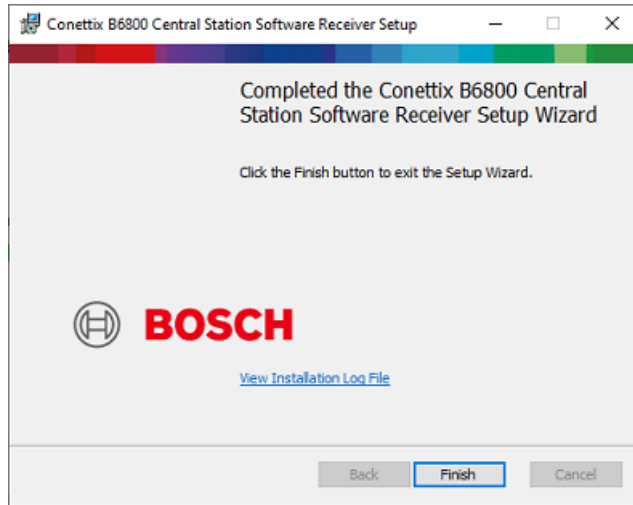 Conettix B6800 Central Station Software Receiver Setup
Completed the Conettix B6800 Central
Station Software Receiver Setup Wizard
Click the Finish button to exit the Setup Wizard.
BOSCH
View Installation Log File
Back
Finish
Cancel